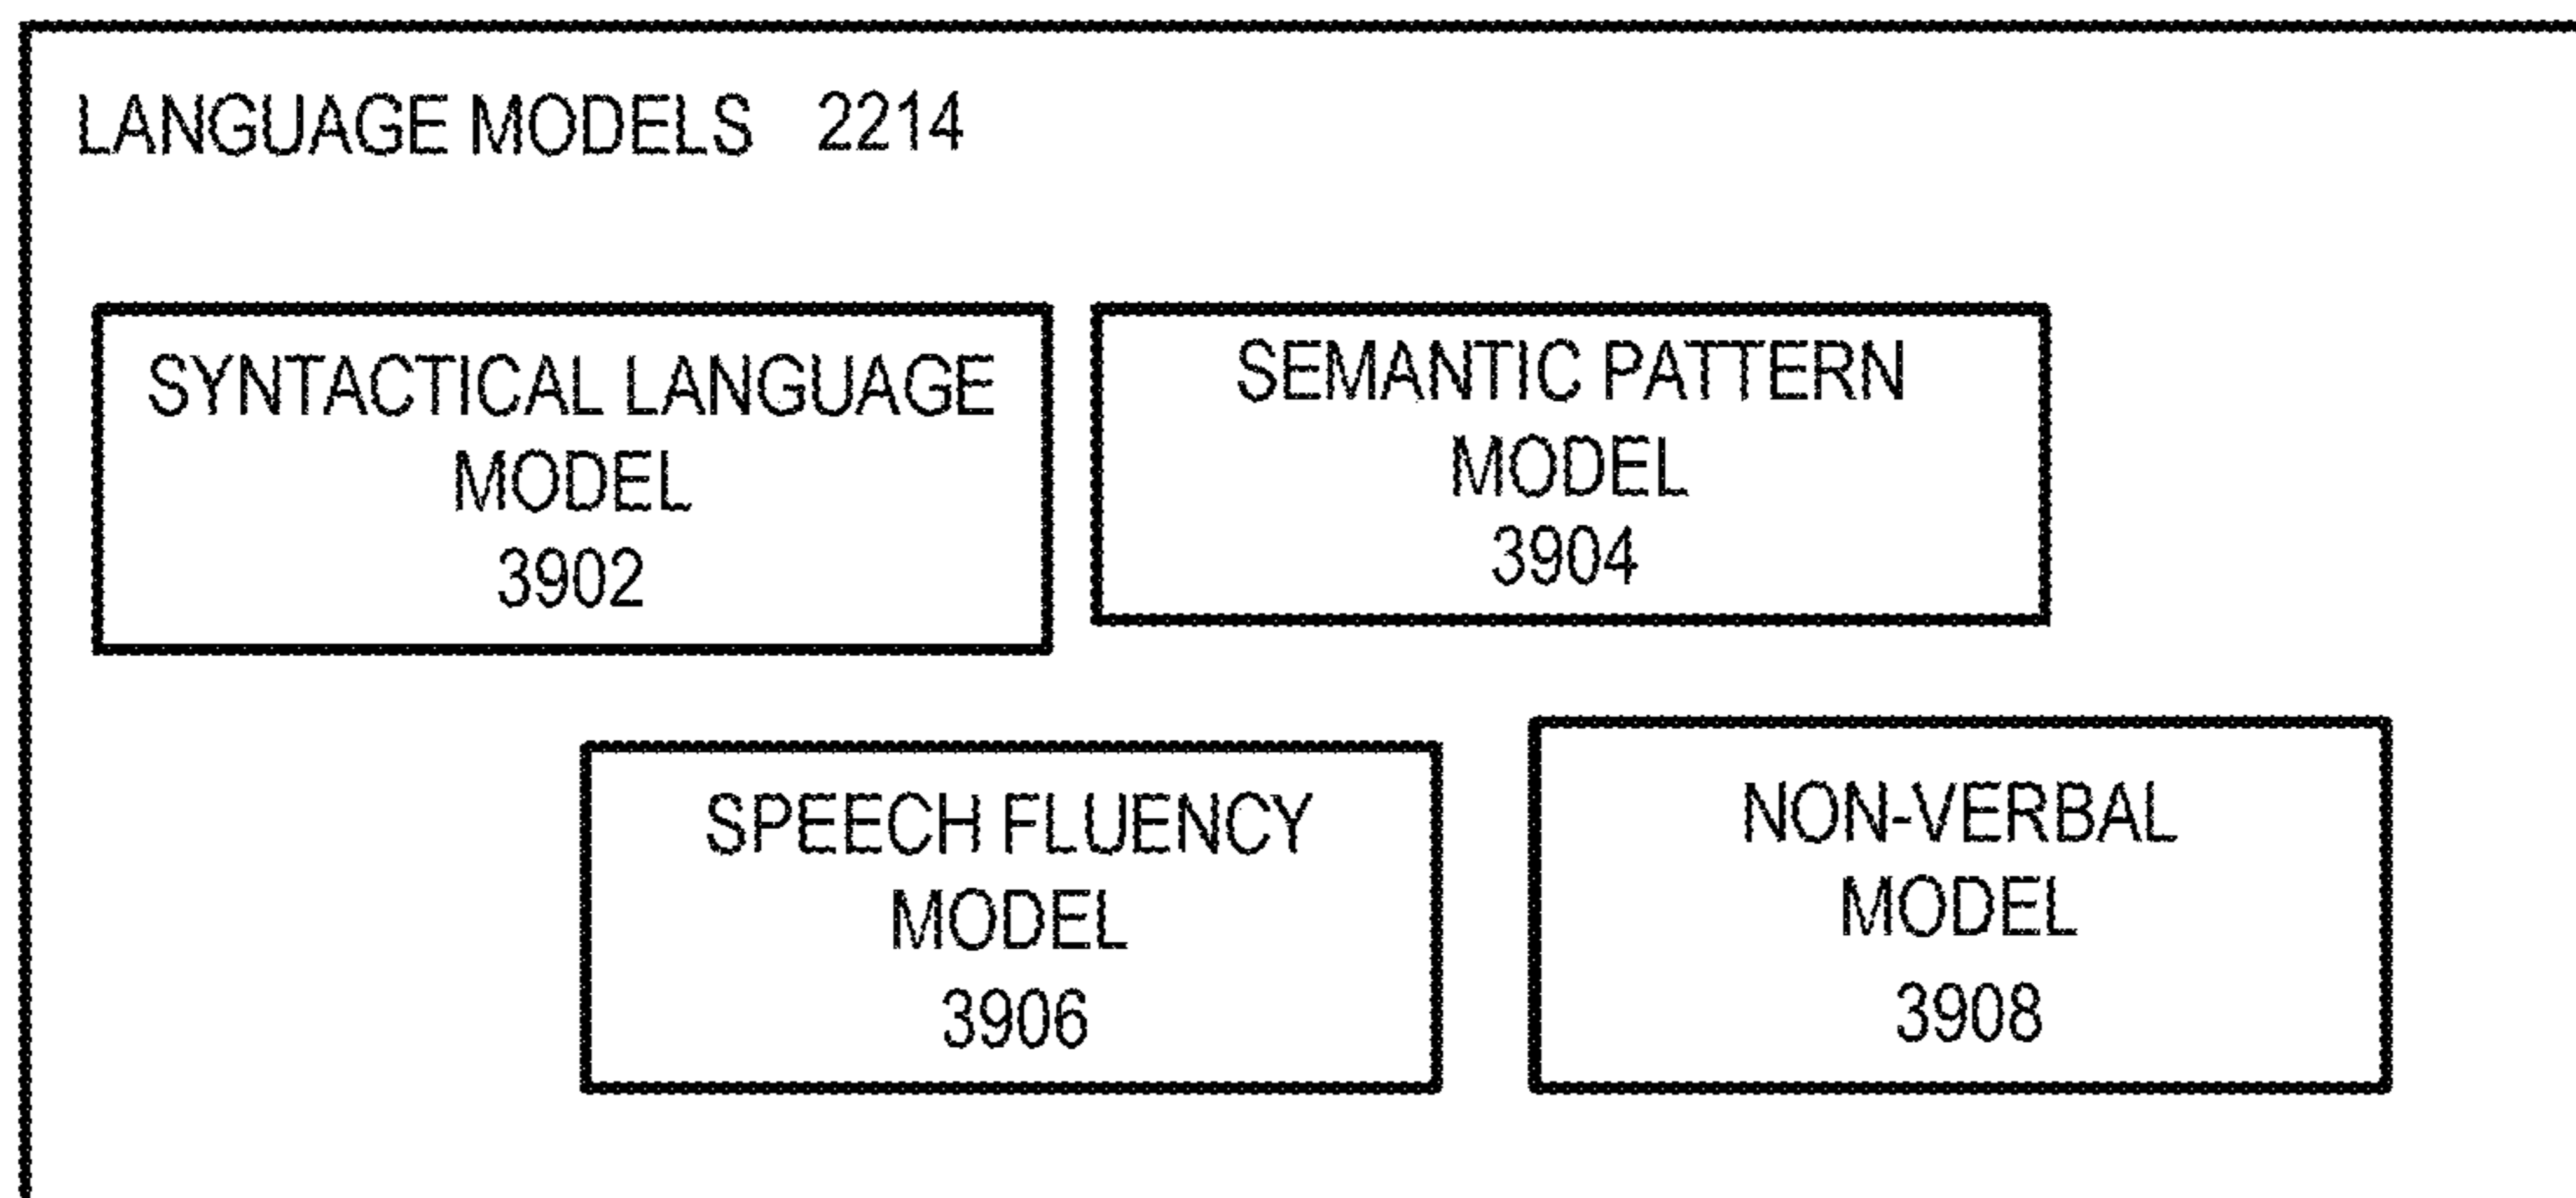 LANGUAGE MODELS 2214
SYNTACTICAL LANGUAGE
MODEL
3902
SEMANTIC PATTERN
MODEL
3904
SPEECH FLUENCY
MODEL
3906
NON-VERBAL
MODEL
3908